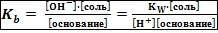 K_b = [OH⁻]·[соль] / [основание] = K_W·[соль] / [H⁺][основание]